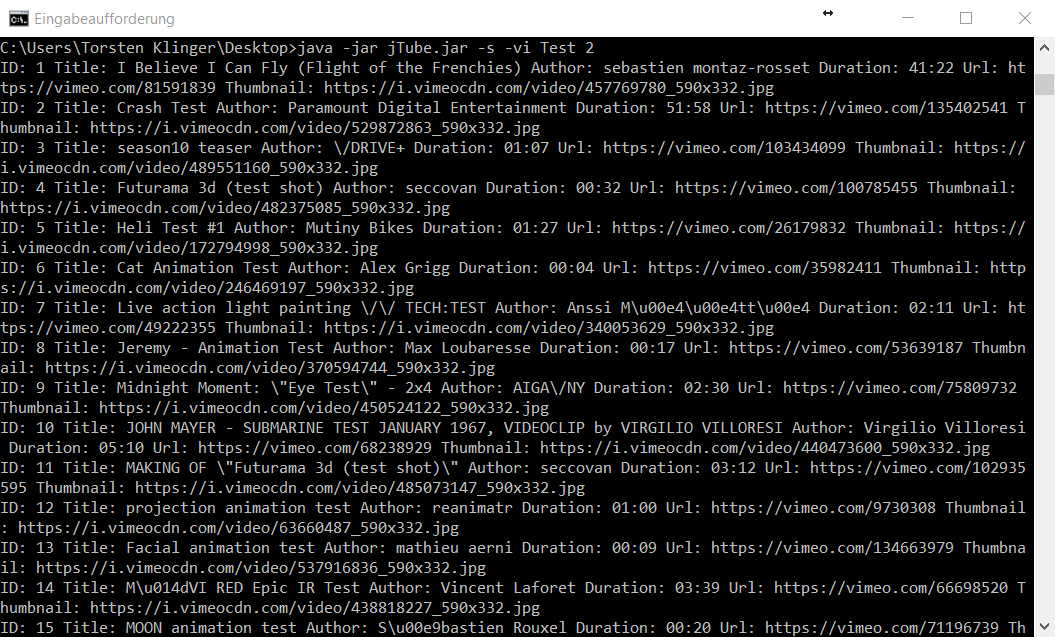 Eingabeaufforderung
C:\Users\Torsten Klinger\Desktop>java -jar jTube.jar -s -vi Test 2
ID: 1 Title: I Believe I Can Fly (Flight of the Frenchies) Author: sebastien montaz-rosset Duration: 41:22 Url: ht
tps://vimeo.com/81591839 Thumbnail: https://i.vimeocdn.com/video/457769780_590x332.jpg
ID: 2 Title: Crash Test Author: Paramount Digital Entertainment Duration: 51:58 Url: https://vimeo.com/135402541 T
humbnail: https://i.vimeocdn.com/video/529872863_590x332.jpg
ID: 3 Title: season10 teaser Author: \/DRIVE+ Duration: 01:07 Url: https://vimeo.com/103434099 Thumbnail: https://
i.vimeocdn.com/video/489551160_590x332.jpg
ID: 4 Title: Futurama 3d (test shot) Author: seccovan Duration: 00:32 Url: https://vimeo.com/100785455 Thumbnail:
https://i.vimeocdn.com/video/482375085_590x332.jpg
ID: 5 Title: Heli Test #1 Author: Mutiny Bikes Duration: 01:27 Url: https://vimeo.com/26179832 Thumbnail: https://
i.vimeocdn.com/video/172794998_590x332.jpg
ID: 6 Title: Cat Animation Test Author: Alex Grigg Duration: 00:04 Url: https://vimeo.com/35982411 Thumbnail: http
s://i.vimeocdn.com/video/246469197_590x332.jpg
ID: 7 Title: Live action light painting \/\/ TECH:TEST Author: Anssi M\u00e4\u00e4tt\u00e4 Duration: 02:11 Url: ht
tps://vimeo.com/49222355 Thumbnail: https://i.vimeocdn.com/video/340053629_590x332.jpg
ID: 8 Title: Jeremy - Animation Test Author: Max Loubaresse Duration: 00:17 Url: https://vimeo.com/53639187 Thumbn
ail: https://i.vimeocdn.com/video/370594744_590x332.jpg
ID: 9 Title: Midnight Moment: \"Eye Test\" - 2x4 Author: AIGA\/NY Duration: 02:30 Url: https://vimeo.com/75809732
Thumbnail: https://i.vimeocdn.com/video/450524122_590x332.jpg
ID: 10 Title: JOHN MAYER - SUBMARINE TEST JANUARY 1967, VIDEOCLIP by VIRGILIO VILLORESI Author: Virgilio Villoresi
Duration: 05:10 Url: https://vimeo.com/68238929 Thumbnail: https://i.vimeocdn.com/video/440473600_590x332.jpg
ID: 11 Title: MAKING OF \"Futurama 3d (test shot)\" Author: seccovan Duration: 03:12 Url: https://vimeo.com/102935
595 Thumbnail: https://i.vimeocdn.com/video/485073147_590x332.jpg
ID: 12 Title: projection animation test Author: reanimatr Duration: 01:00 Url: https://vimeo.com/9730308 Thumbnail
: https://i.vimeocdn.com/video/63660487_590x332.jpg
ID: 13 Title: Facial animation test Author: mathieu aerni Duration: 00:09 Url: https://vimeo.com/134663979 Thumbna
il: https://i.vimeocdn.com/video/537916836_590x332.jpg
ID: 14 Title: M\u014dVI RED Epic IR Test Author: Vincent Laforet Duration: 03:39 Url: https://vimeo.com/66698520 T
humbnail: https://i.vimeocdn.com/video/438818227_590x332.jpg
ID: 15 Title: MOON animation test Author: S\u00e9bastien Rouxel Duration: 00:20 Url: https://vimeo.com/71196739 Th